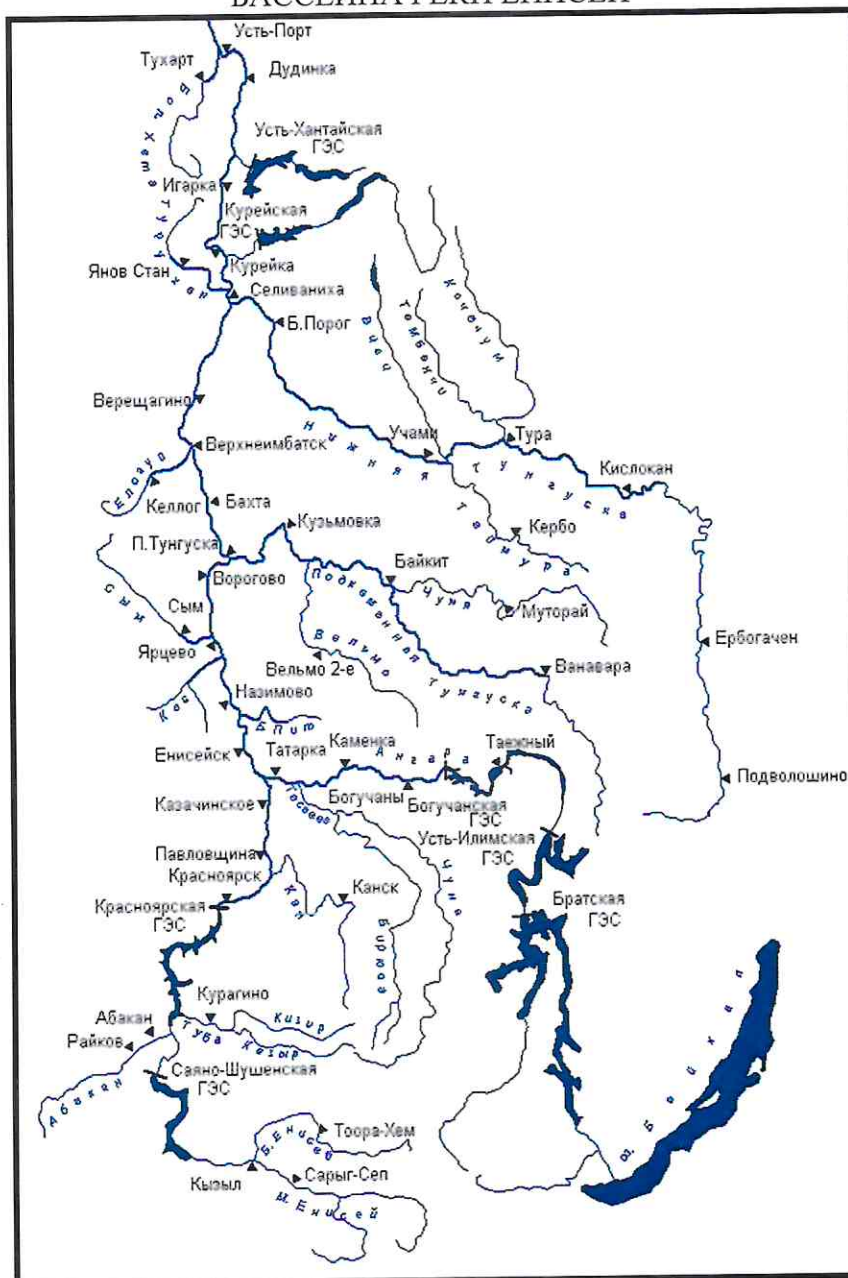 БАССЕЙНА РЕКИ ЕНИСЕЙ
Усть-Порт
Тухарт
Дудинка
Бол.Хета
Усть-Хантайская
ГЭС
Игарка
Турухан
Курейская
ГЭС
Янов Стан
Курейка
Селиваниха
Кочечум
Б.Порог
Тембенчи
Виви
Верещагино
Учами
Тура
Нижняя
Тунгуска
Верхнеимбатск
Кислокан
Елогуй
Келлог
Бахта
Кузьмовка
Кербо
Таймура
П.Тунгуска
Байкит
Ворогово
Подкаменная
Тунгуска
Чуня
Муторай
Сым
Сым
Ербогачен
Ярцево
Вельмо
Вельмо 2-е
Ванавара
Кас
Назимово
Б.Пит
Енисейск
Татарка
Каменка
Ангара
Таежный
Подволошино
Богучаны
Богучанская
ГЭС
Казачинское
Тасеева
Усть-Илимская
ГЭС
Павловщина
Чуна
Красноярск
Кан
Канск
Братская
ГЭС
Красноярская
ГЭС
Бирюса
Курагино
Кизир
Абакан
Туба
Казыр
Райков
оз. Байкал
Саяно-Шушенская
ГЭС
Абакан
Тоора-Хем
Б.Енисей
Кызыл
Сарыг-Сеп
М.Енисей